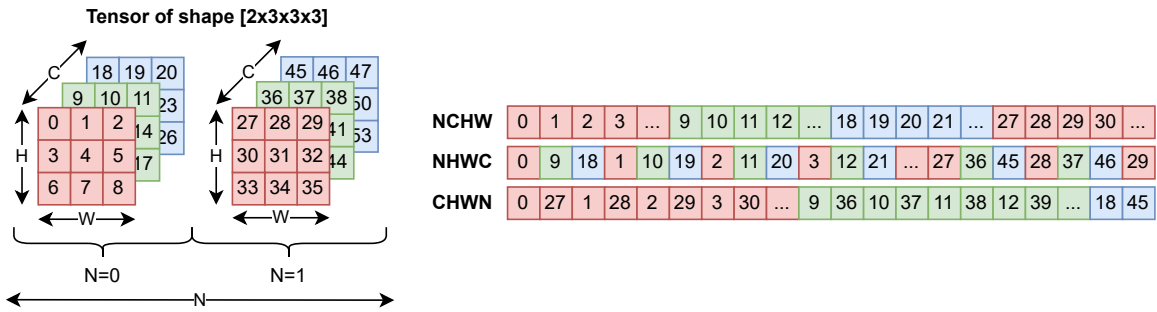 Tensor of shape [2x3x3x3]
C
18 19 20
9 10 11 23
0 1 2 14 26
3 4 5 17
6 7 8
H
W
N=0
C
45 46 47
36 37 38 50
27 28 29 41 53
30 31 32 44
33 34 35
H
W
N=1
N
NCHW 0 1 2 3 ... 9 10 11 12 ... 18 19 20 21 ... 27 28 29 30 ...
NHWC 0 9 18 1 10 19 2 11 20 3 12 21 ... 27 36 45 28 37 46 29
CHWN 0 27 1 28 2 29 3 30 ... 9 36 10 37 11 38 12 39 ... 18 45